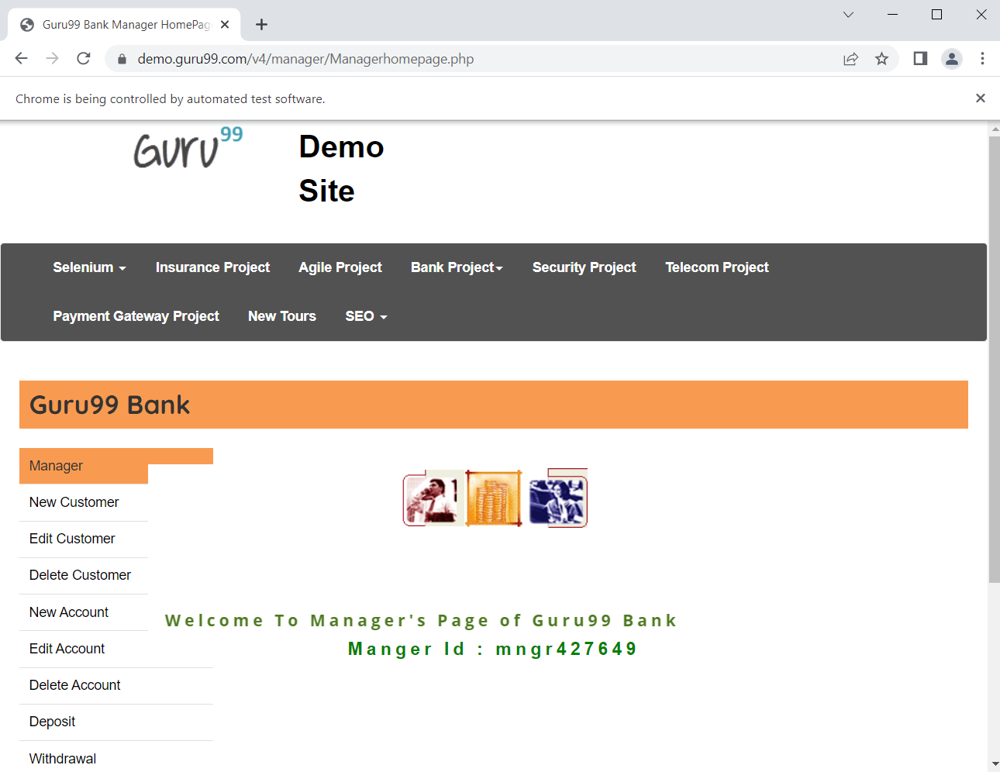 Guru99 Bank Manager HomePag
demo.guru99.com/v4/manager/Managerhomepage.php
Chrome is being controlled by automated test software.
Guru99
Demo
Site
Selenium
Insurance Project
Agile Project
Bank Project
Security Project
Telecom Project
Payment Gateway Project
New Tours
SEO
Guru99 Bank
Manager
New Customer
Edit Customer
Delete Customer
New Account
Edit Account
Delete Account
Deposit
Withdrawal
Welcome To Manager's Page of Guru99 Bank
Manger Id : mngr427649